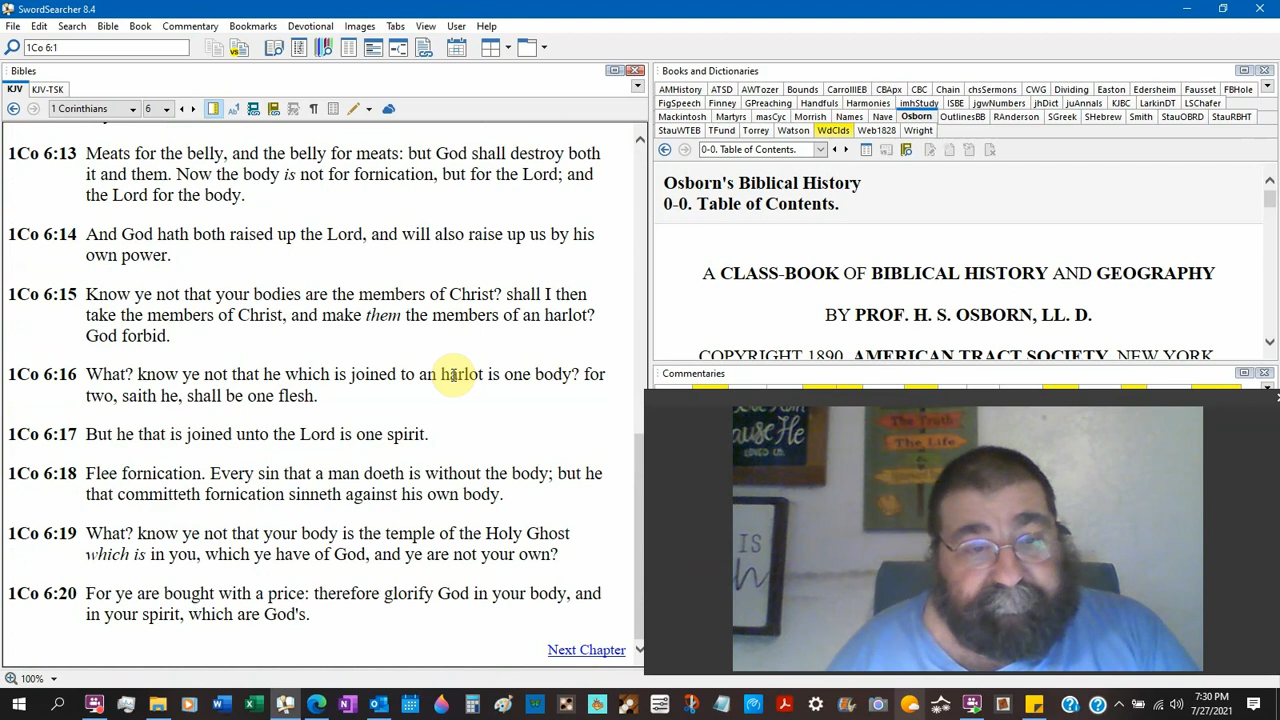 SwordSearcher 8.4
File Edit Search Bible Book Commentary Bookmarks Devotional Images Tabs View User Help
1Co 6:1
Bibles
KJV KJV-TSK
1 Corinthians 6
1Co 6:13 Meats for the belly, and the belly for meats: but God shall destroy both
it and them. Now the body is not for fornication, but for the Lord; and
the Lord for the body.
1Co 6:14 And God hath both raised up the Lord, and will also raise up us by his
own power.
1Co 6:15 Know ye not that your bodies are the members of Christ? shall I then
take the members of Christ, and make them the members of an harlot?
God forbid.
1Co 6:16 What? know ye not that he which is joined to an harlot is one body? for
two, saith he, shall be one flesh.
1Co 6:17 But he that is joined unto the Lord is one spirit.
1Co 6:18 Flee fornication. Every sin that a man doeth is without the body; but he
that committeth fornication sinneth against his own body.
1Co 6:19 What? know ye not that your body is the temple of the Holy Ghost
which is in you, which ye have of God, and ye are not your own?
1Co 6:20 For ye are bought with a price: therefore glorify God in your body, and
in your spirit, which are God's.
Next Chapter
100%
Books and Dictionaries
AMHistory ATSD AWTozer Bounds CarrollEB CBApx CBC Chain chsSermons CWG Dividing Easton Edersheim Fausset FBHole
FigSpeech Finney GPreaching Handfuls Harmonies imhStudy ISBE jgwNumbers jhDict juAnnals KJBC LarkinDT LSChafer
Mackintosh Martyrs masCyc Morrish Names Nave Osborn OutlinesBB RAnderson SGreek SHebrew Smith StauOBRD StauRBHT
StauWTEB TFund Torrey Watson WdClds Web1828 Wright
0-0. Table of Contents.
Osborn's Biblical History
0-0. Table of Contents.
A CLASS-BOOK OF BIBLICAL HISTORY AND GEOGRAPHY
BY PROF. H. S. OSBORN, LL. D.
COPYRIGHT 1890, AMERICAN TRACT SOCIETY, NEW YORK
Commentaries
ause He
LOVED
The Truth
The Life
IS
7:30 PM
7/27/2021